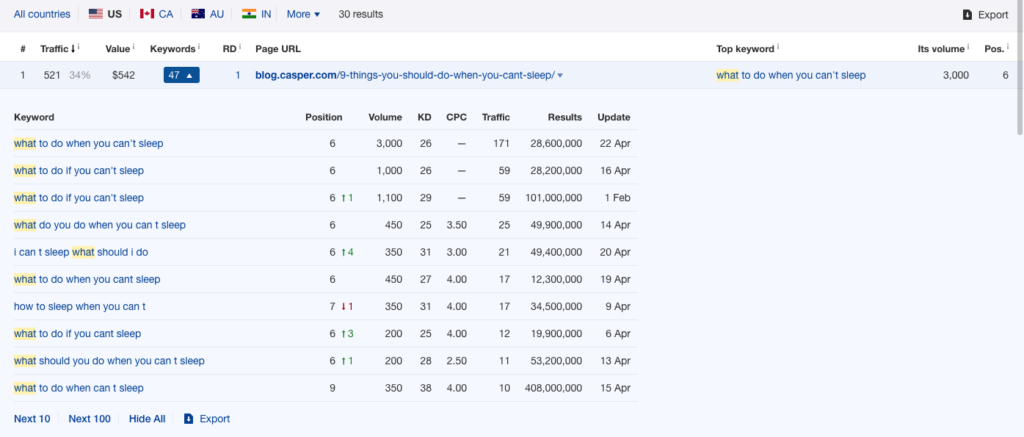 All countries US CA AU IN More ▾ 30 results Export
# Traffic ↓ i Value i Keywords i RD i Page URL Top keyword i Its volume i Pos. i
1 521 34% $542 47 ▲ 1 blog.casper.com/9-things-you-should-do-when-you-cant-sleep/ ▾ what to do when you can't sleep 3,000 6
Keyword Position Volume KD CPC Traffic Results Update
what to do when you can't sleep 6 3,000 26 — 171 28,600,000 22 Apr
what to do if you can't sleep 6 1,000 26 — 59 28,200,000 16 Apr
what to do if you can't sleep 6 ↑1 1,100 29 — 59 101,000,000 1 Feb
what do you do when you can t sleep 6 450 25 3.50 25 49,900,000 14 Apr
i can t sleep what should i do 6 ↑4 350 31 3.00 21 49,400,000 20 Apr
what to do when you cant sleep 6 450 27 4.00 17 12,300,000 19 Apr
how to sleep when you can t 7 ↓1 350 31 4.00 17 34,500,000 9 Apr
what to do if you cant sleep 6 ↑3 200 25 4.00 12 19,900,000 6 Apr
what should you do when you can t sleep 6 ↑1 200 28 2.50 11 53,200,000 13 Apr
what to do when can t sleep 9 350 38 4.00 10 408,000,000 15 Apr
Next 10 Next 100 Hide All Export